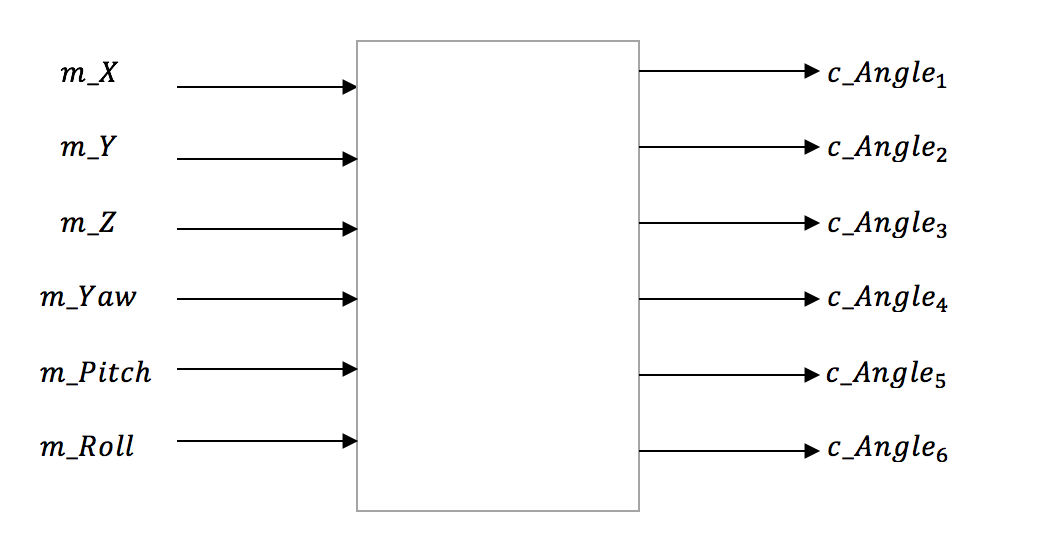 m_X
m_Y
m_Z
m_Yaw
m_Pitch
m_Roll
c_Angle₁
c_Angle₂
c_Angle₃
c_Angle₄
c_Angle₅
c_Angle₆